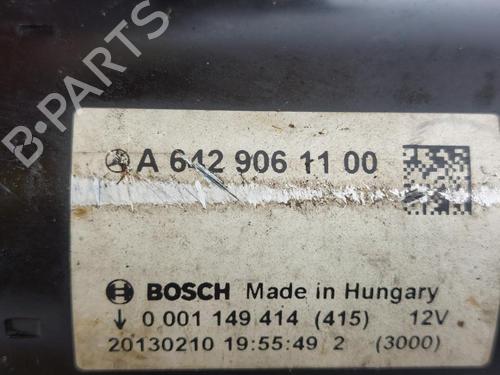 B-Parts
A 642 906 11 00
BOSCH Made in Hungary
↓ 0 001 149 414 (415) 12V
20130210 19:55:49 2 (3000)